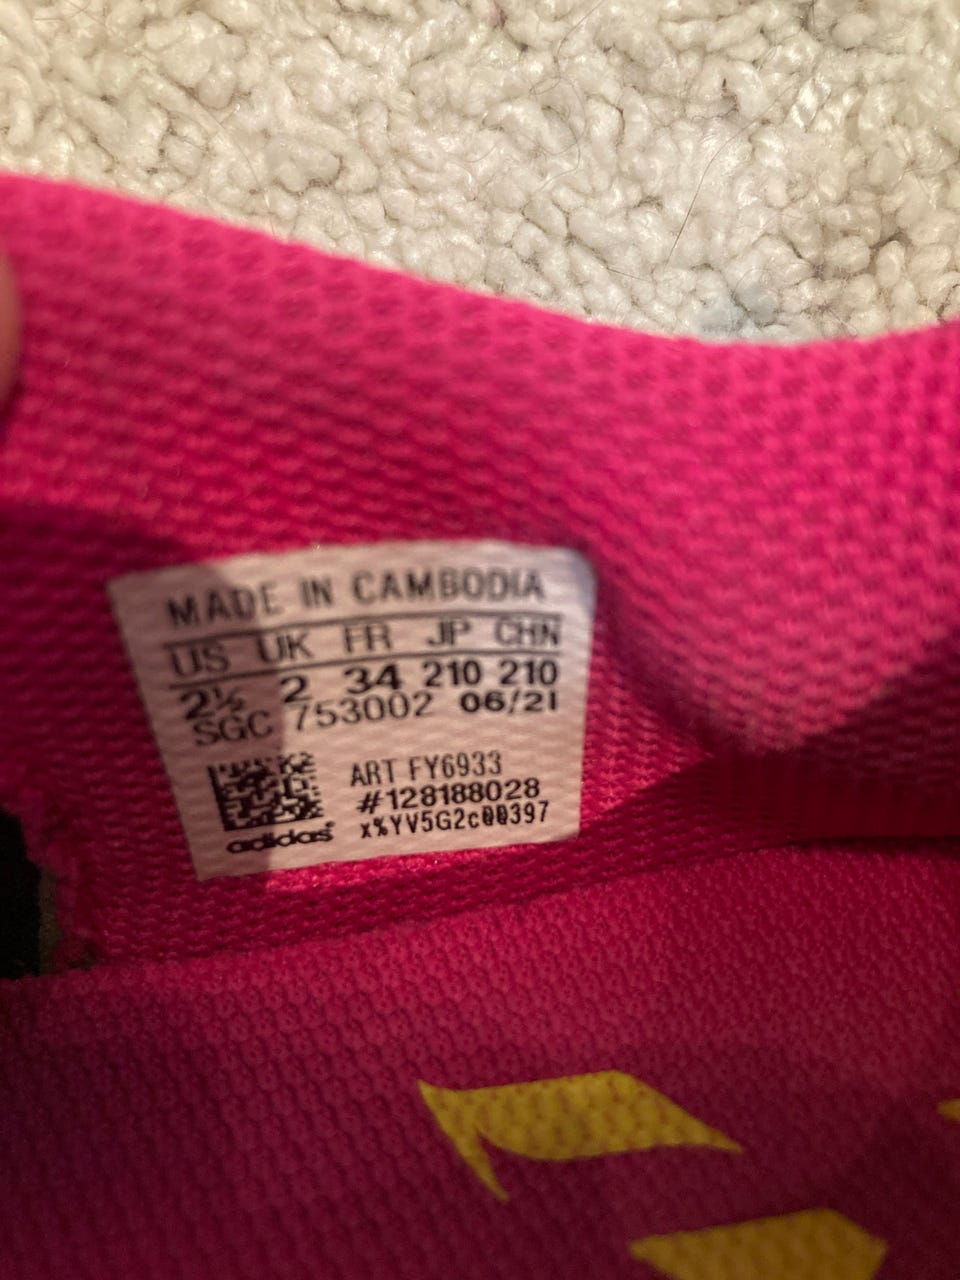 MADE IN CAMBODIA
US UK FR JP CHN
2½ 2 34 210 210
SGC 753002 06/21
ART FY6933
#128188028
x%YV5G2cQQ397
adidas